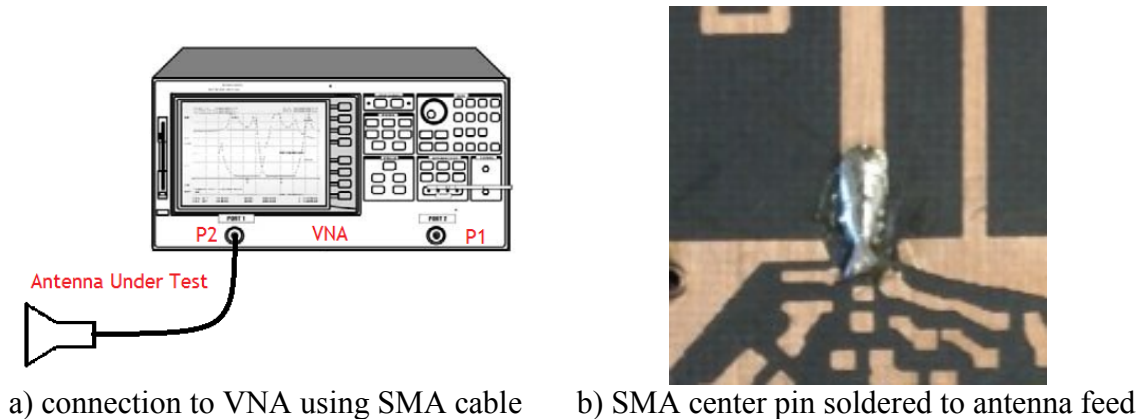 PORT 1
PORT 2
P2
VNA
P1
Antenna Under Test
a) connection to VNA using SMA cable
b) SMA center pin soldered to antenna feed